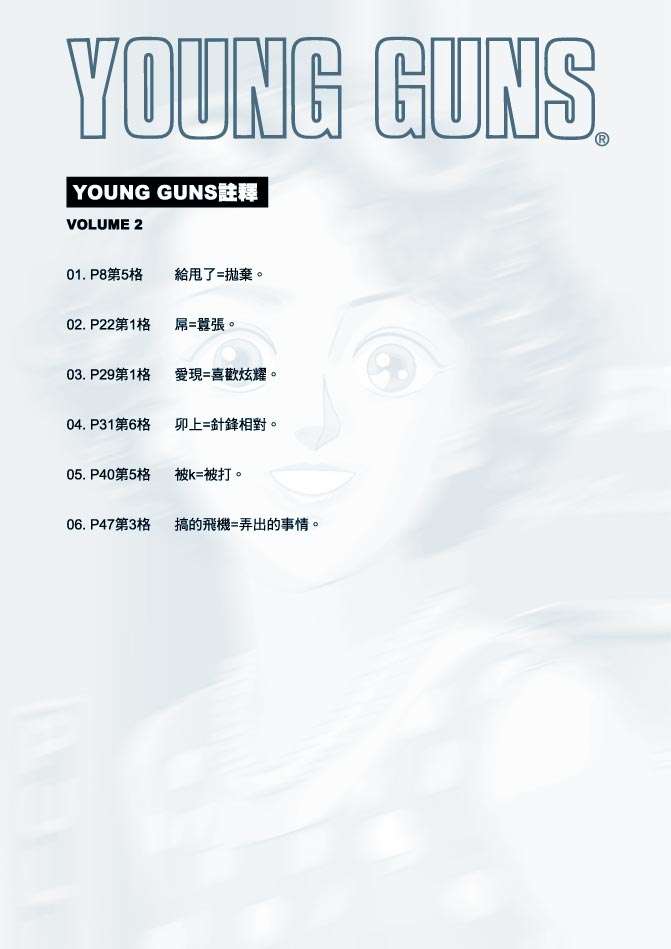 YOUNG GUNS®
YOUNG GUNS註釋
VOLUME 2
01. P8第5格 給甩了=拋棄。
02. P22第1格 屌=囂張。
03. P29第1格 愛現=喜歡炫耀。
04. P31第6格 卯上=針鋒相對。
05. P40第5格 被k=被打。
06. P47第3格 搞的飛機=弄出的事情。